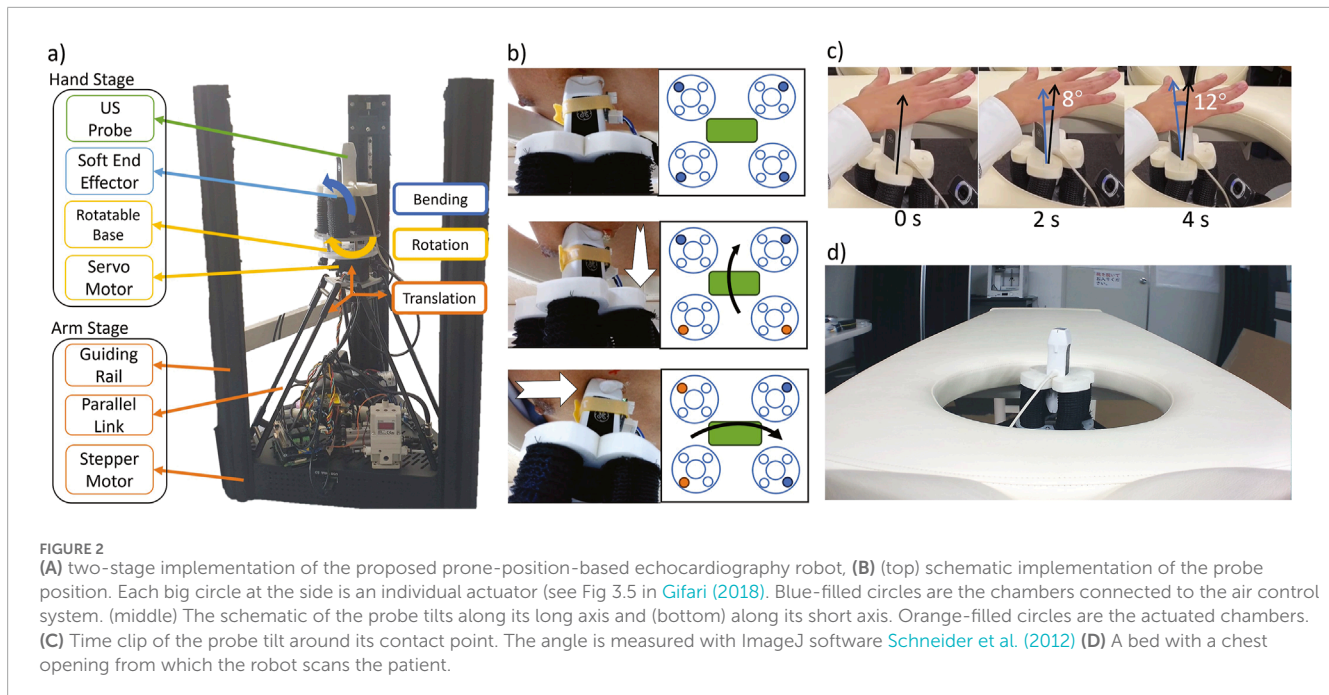 a)
Hand Stage
US
Probe
Soft End
Effector
Rotatable
Base
Servo
Motor
Arm Stage
Guiding
Rail
Parallel
Link
Stepper
Motor
Bending
Rotation
Translation
b)
c)
8°
12°
0 s
2 s
4 s
d)
FIGURE 2
(A) two-stage implementation of the proposed prone-position-based echocardiography robot, (B) (top) schematic implementation of the probe
position. Each big circle at the side is an individual actuator (see Fig 3.5 in Gifari (2018). Blue-filled circles are the chambers connected to the air control
system. (middle) The schematic of the probe tilts along its long axis and (bottom) along its short axis. Orange-filled circles are the actuated chambers.
(C) Time clip of the probe tilt around its contact point. The angle is measured with ImageJ software Schneider et al. (2012) (D) A bed with a chest
opening from which the robot scans the patient.